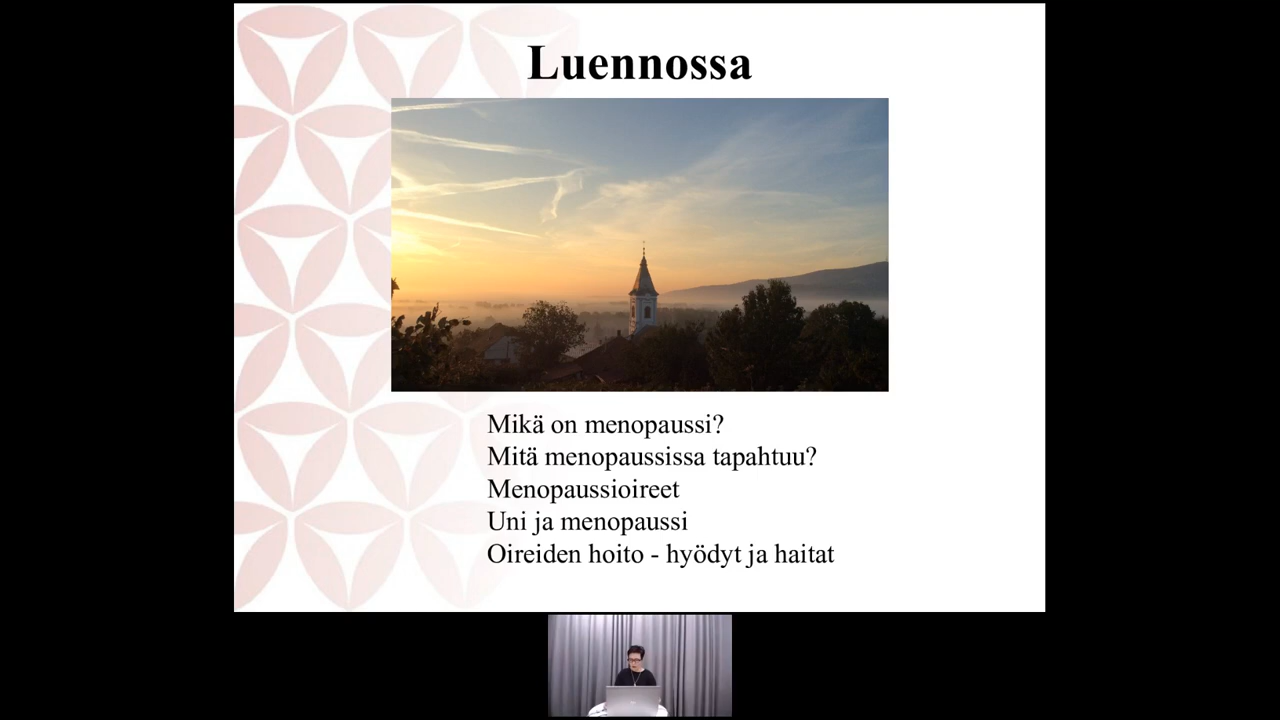 Luennossa
Mikä on menopaussi?
Mitä menopaussissa tapahtuu?
Menopaussioireet
Uni ja menopaussi
Oireiden hoito - hyödyt ja haitat